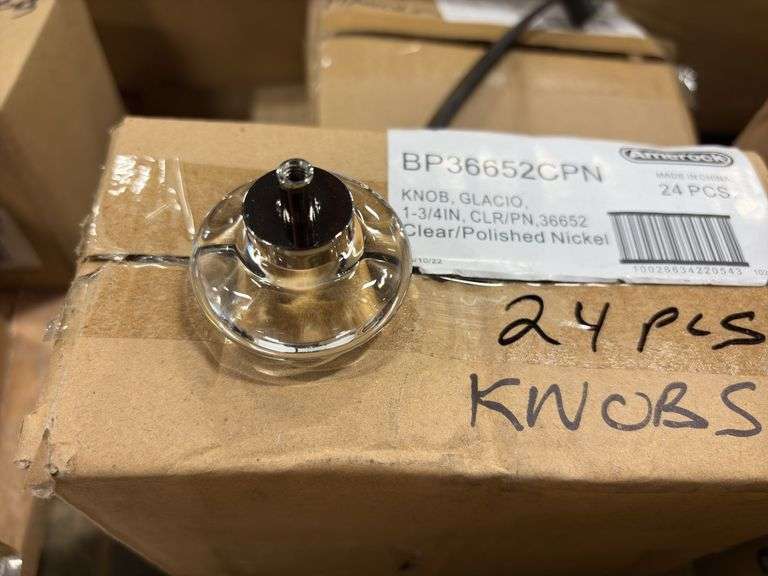 BP36652CPN
Amerock
MADE IN CHINA
24 PCS
KNOB, GLACIO,
1-3/4IN, CLR/PN,36652
Clear/Polished Nickel
10028634220543
24 PCS
KNOBS